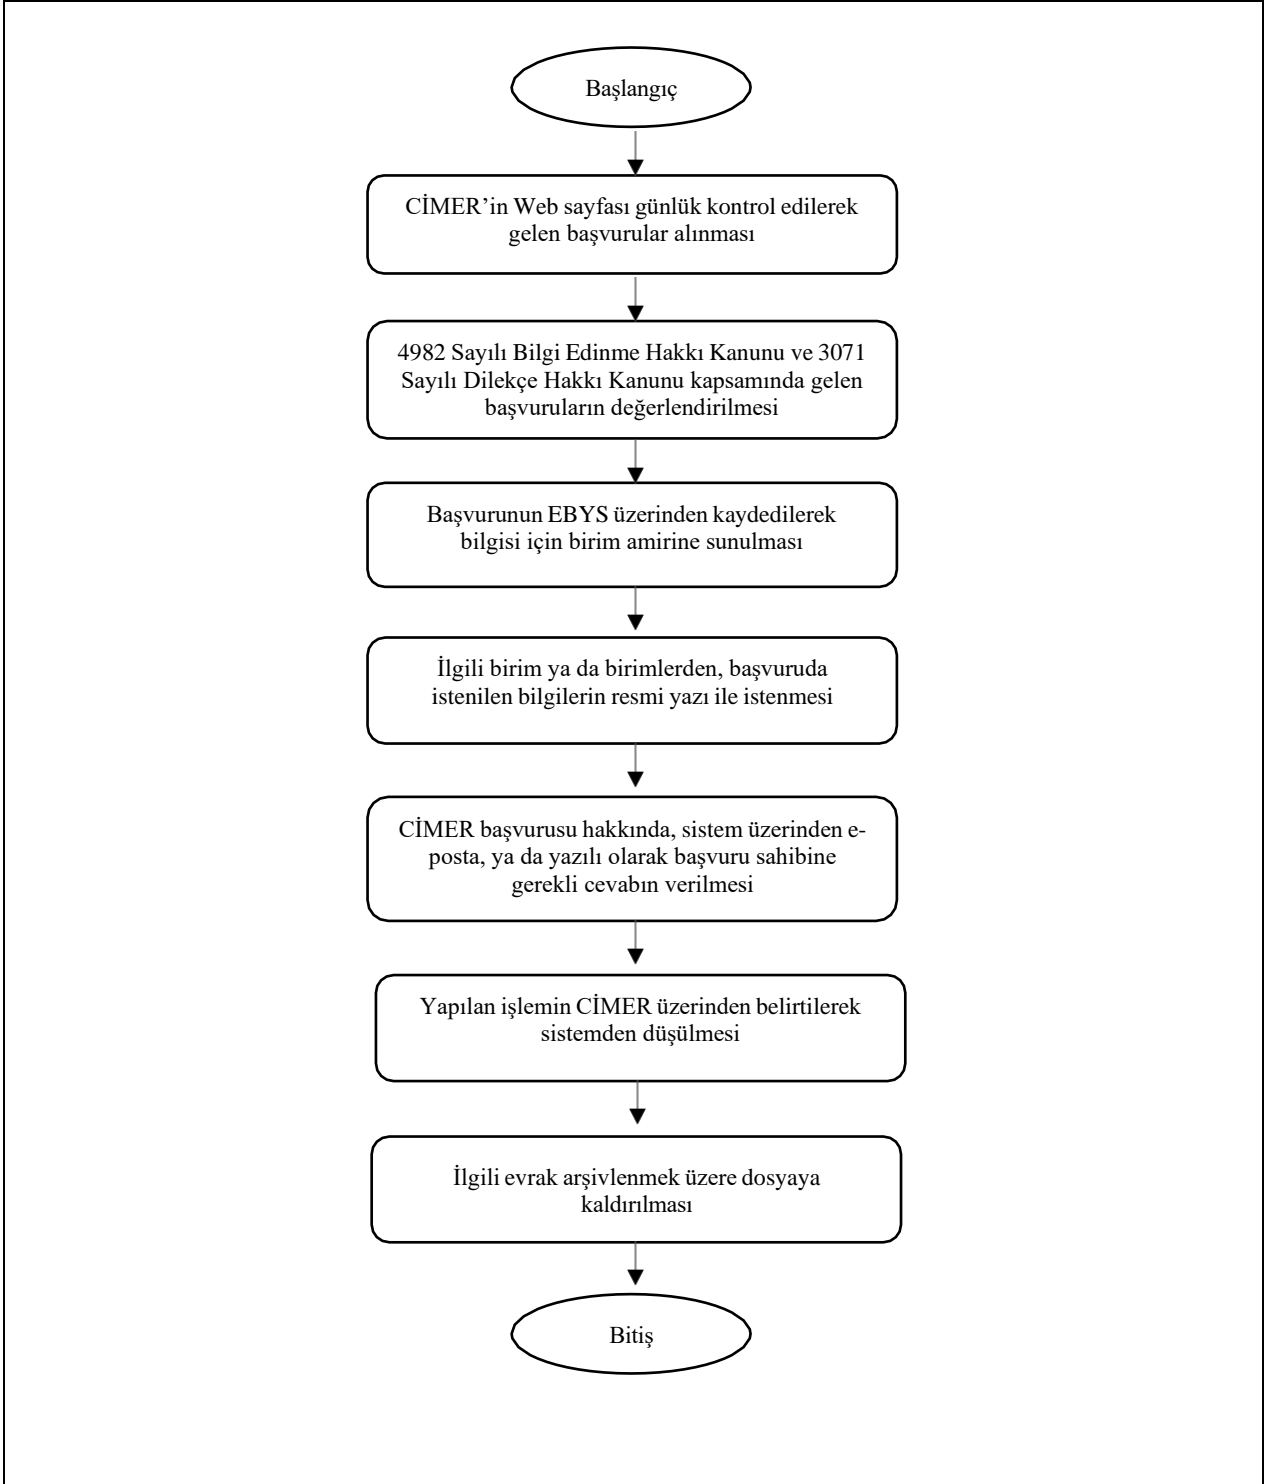 Başlangıç
CİMER’in Web sayfası günlük kontrol edilerek
gelen başvurular alınması
4982 Sayılı Bilgi Edinme Hakkı Kanunu ve 3071
Sayılı Dilekçe Hakkı Kanunu kapsamında gelen
başvuruların değerlendirilmesi
Başvurunun EBYS üzerinden kaydedilerek
bilgisi için birim amirine sunulması
İlgili birim ya da birimlerden, başvuruda
istenilen bilgilerin resmi yazı ile istenmesi
CİMER başvurusu hakkında, sistem üzerinden e-
posta, ya da yazılı olarak başvuru sahibine
gerekli cevabın verilmesi
Yapılan işlemin CİMER üzerinden belirtilerek
sistemden düşülmesi
İlgili evrak arşivlenmek üzere dosyaya
kaldırılması
Bitiş